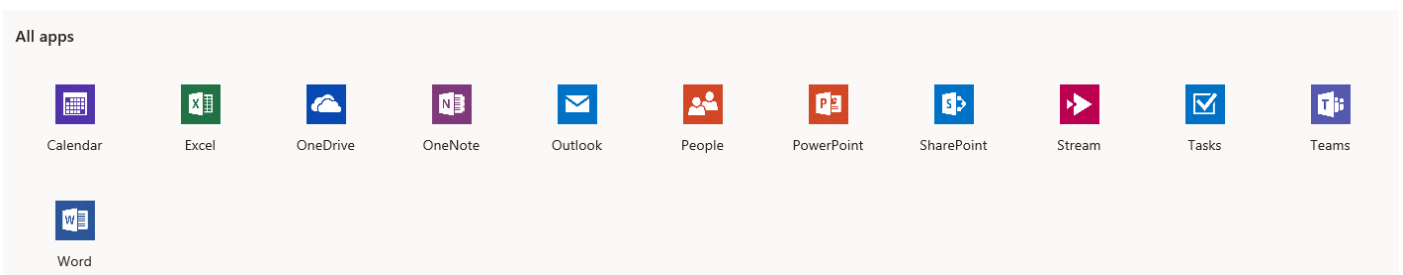 All apps
Calendar Excel OneDrive OneNote Outlook People PowerPoint SharePoint Stream Tasks Teams
Word